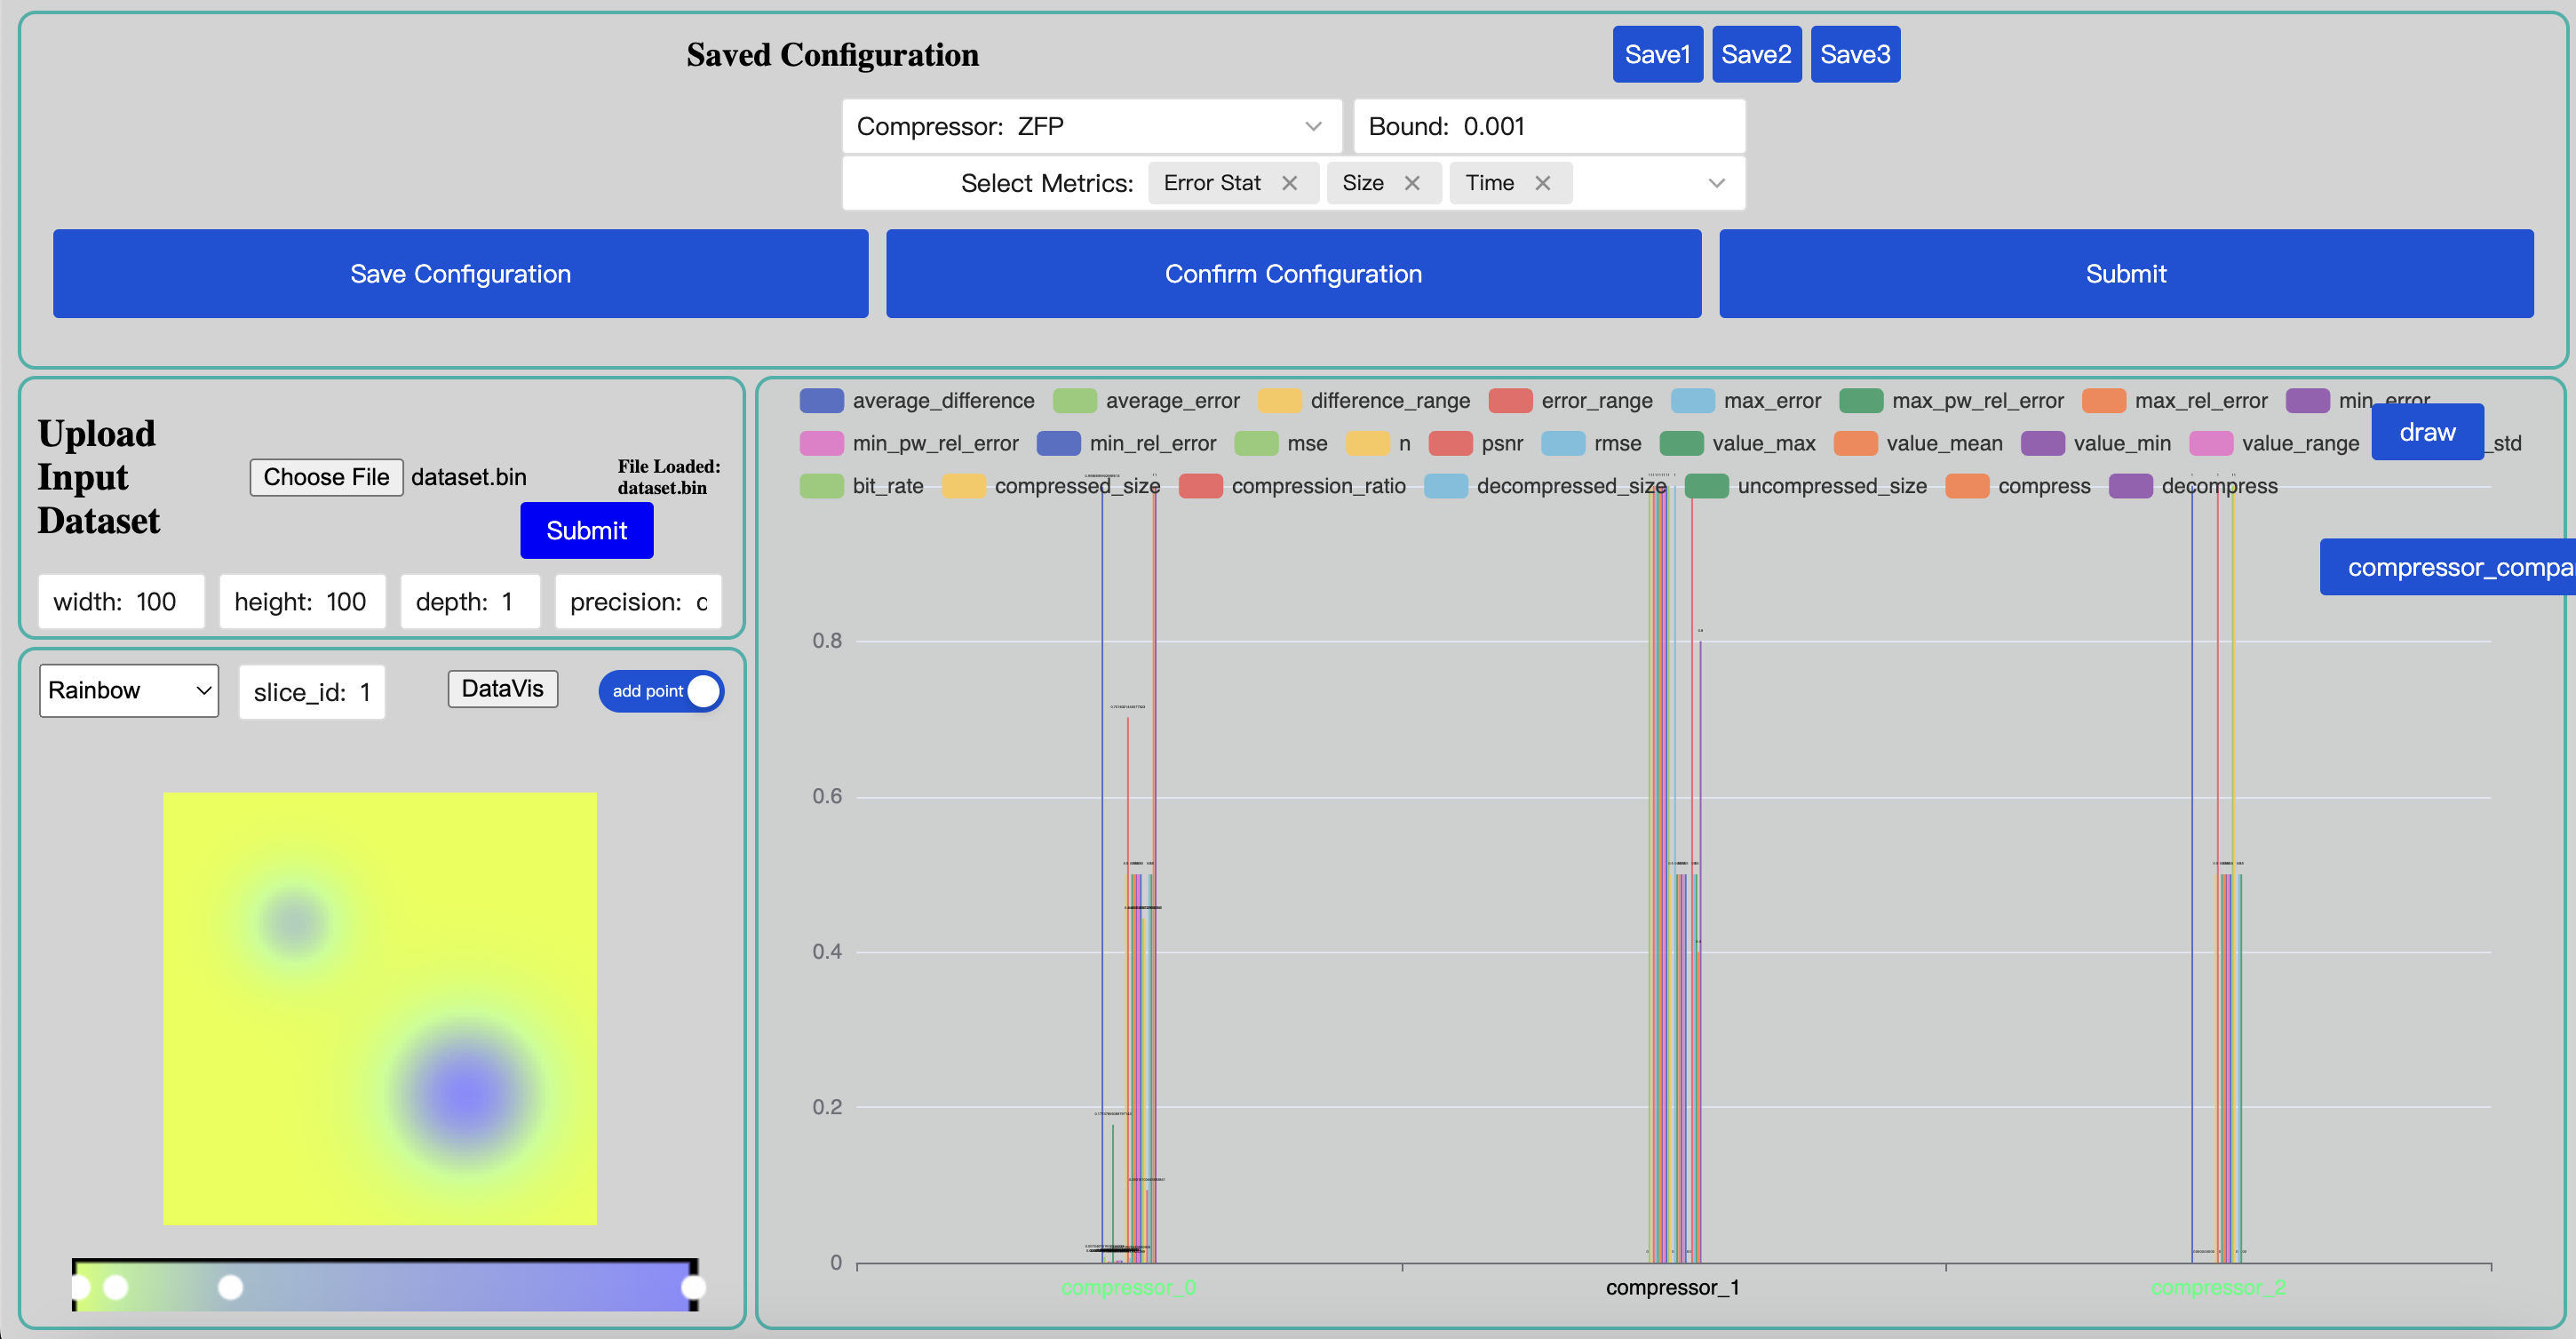 Saved Configuration
Save1 Save2 Save3
Compressor: ZFP
Bound: 0.001
Select Metrics: Error Stat Size Time
Save Configuration
Confirm Configuration
Submit
Upload
Input
Dataset
Choose File dataset.bin
File Loaded:
dataset.bin
Submit
width: 100
height: 100
depth: 1
precision:
Rainbow
slice_id: 1
DataVis
add point
average_difference average_error difference_range error_range max_error max_pw_rel_error max_rel_error min_error
draw
min_pw_rel_error min_rel_error mse n psnr rmse value_max value_mean value_min value_range _std
bit_rate compressed_size compression_ratio decompressed_size uncompressed_size compress decompress
compressor_compa
0.8
0.6
0.4
0.2
0
compressor_0
compressor_1
compressor_2